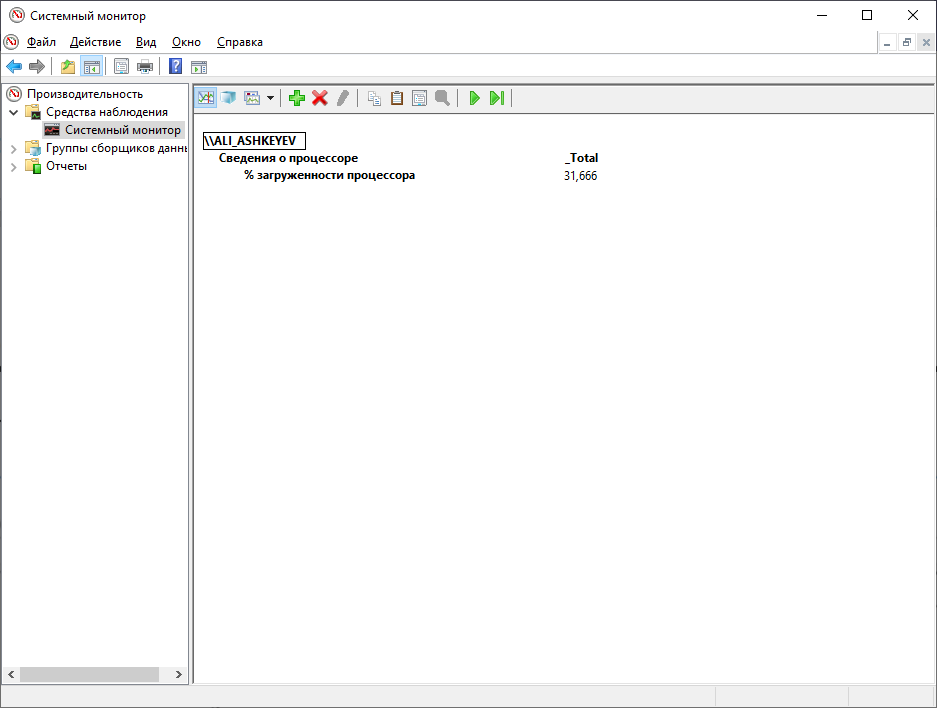 Системный монитор
Файл Действие Вид Окно Справка
Производительность
Средства наблюдения
Системный монитор
Группы сборщиков данн
Отчеты
\\ALI_ASHKEYEV
Сведения о процессоре _Total
% загруженности процессора 31,666